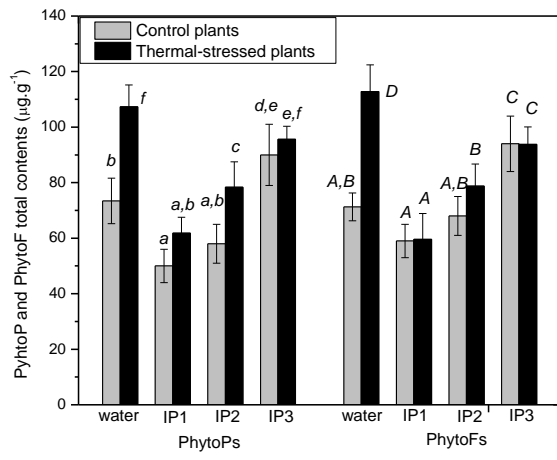 140
120
100
80
60
40
20
0
PyhtoP and PhytoF total contents (μg.g⁻¹)
Control plants
Thermal-stressed plants
b
f
a
a,b
a,b
c
d,e
e,f
A,B
D
A
A
A,B
B
C
C
water IP1 IP2 IP3 water IP1 IP2 IP3
PhytoPs PhytoFs